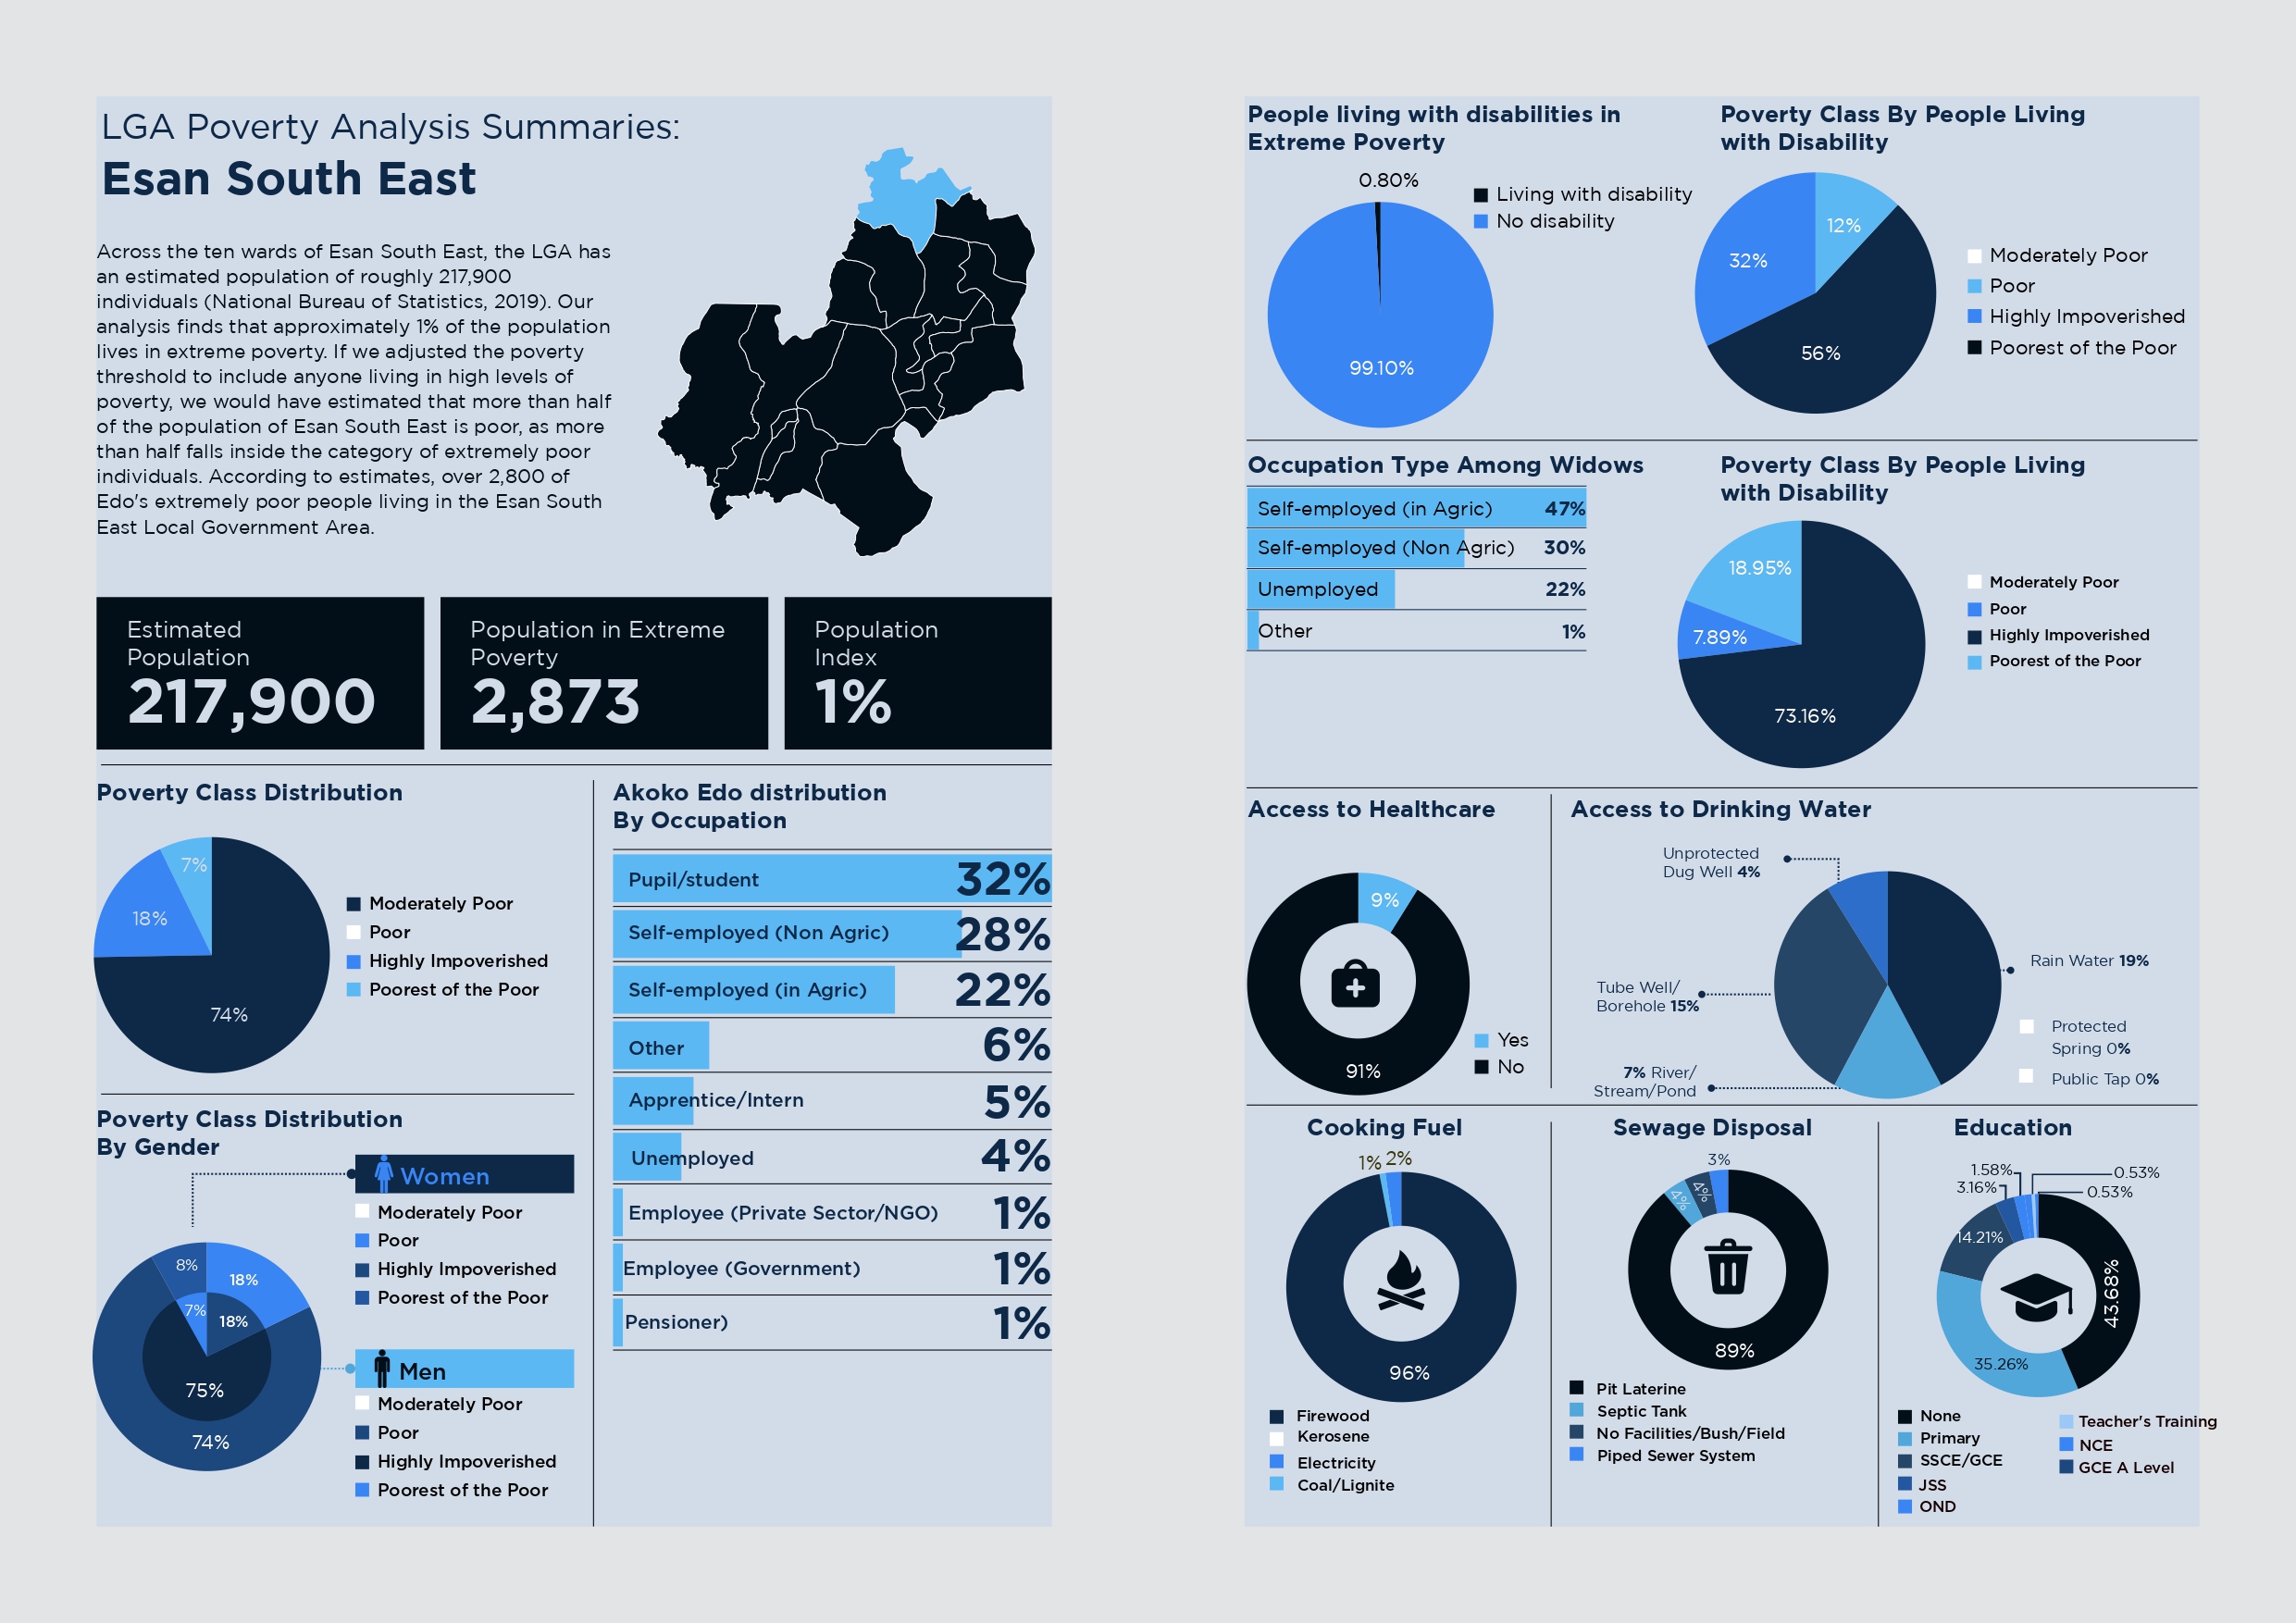 LGA Poverty Analysis Summaries:
Esan South East
Across the ten wards of Esan South East, the LGA has
an estimated population of roughly 217,900
individuals (National Bureau of Statistics, 2019). Our
analysis finds that approximately 1% of the population
lives in extreme poverty. If we adjusted the poverty
threshold to include anyone living in high levels of
poverty, we would have estimated that more than half
of the population of Esan South East is poor, as more
than half falls inside the category of extremely poor
individuals. According to estimates, over 2,800 of
Edo's extremely poor people living in the Esan South
East Local Government Area.
Estimated
Population
217,900
Population in Extreme
Poverty
2,873
Population
Index
1%
Poverty Class Distribution
7%
18%
74%
Moderately Poor
Poor
Highly Impoverished
Poorest of the Poor
Poverty Class Distribution
By Gender
Women
Moderately Poor
Poor
Highly Impoverished
Poorest of the Poor
8%
18%
7%
18%
75%
74%
Men
Moderately Poor
Poor
Highly Impoverished
Poorest of the Poor
Akoko Edo distribution
By Occupation
Pupil/student 32%
Self-employed (Non Agric) 28%
Self-employed (in Agric) 22%
Other 6%
Apprentice/Intern 5%
Unemployed 4%
Employee (Private Sector/NGO) 1%
Employee (Government) 1%
Pensioner) 1%
People living with disabilities in
Extreme Poverty
0.80%
99.10%
Living with disability
No disability
Poverty Class By People Living
with Disability
12%
32%
56%
Moderately Poor
Poor
Highly Impoverished
Poorest of the Poor
Occupation Type Among Widows
Self-employed (in Agric) 47%
Self-employed (Non Agric) 30%
Unemployed 22%
Other 1%
Poverty Class By People Living
with Disability
18.95%
7.89%
73.16%
Moderately Poor
Poor
Highly Impoverished
Poorest of the Poor
Access to Healthcare
9%
91%
Yes
No
Access to Drinking Water
Unprotected
Dug Well 4%
Rain Water 19%
Tube Well/
Borehole 15%
Protected
Spring 0%
Public Tap 0%
7% River/
Stream/Pond
Cooking Fuel
1% 2%
96%
Firewood
Kerosene
Electricity
Coal/Lignite
Sewage Disposal
3%
4%
4%
89%
Pit Laterine
Septic Tank
No Facilities/Bush/Field
Piped Sewer System
Education
1.58%
0.53%
3.16%
0.53%
14.21%
43.68%
35.26%
None
Primary
SSCE/GCE
JSS
OND
Teacher's Training
NCE
GCE A Level